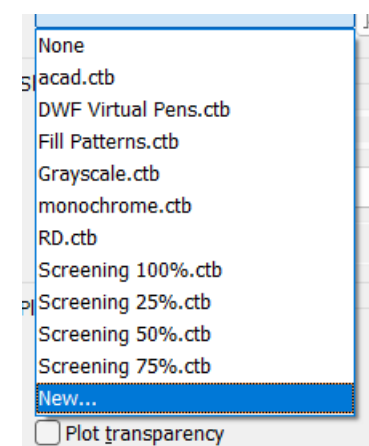 None
acad.ctb
DWF Virtual Pens.ctb
Fill Patterns.ctb
Grayscale.ctb
monochrome.ctb
RD.ctb
Screening 100%.ctb
Screening 25%.ctb
Screening 50%.ctb
Screening 75%.ctb
New...
Plot transparency